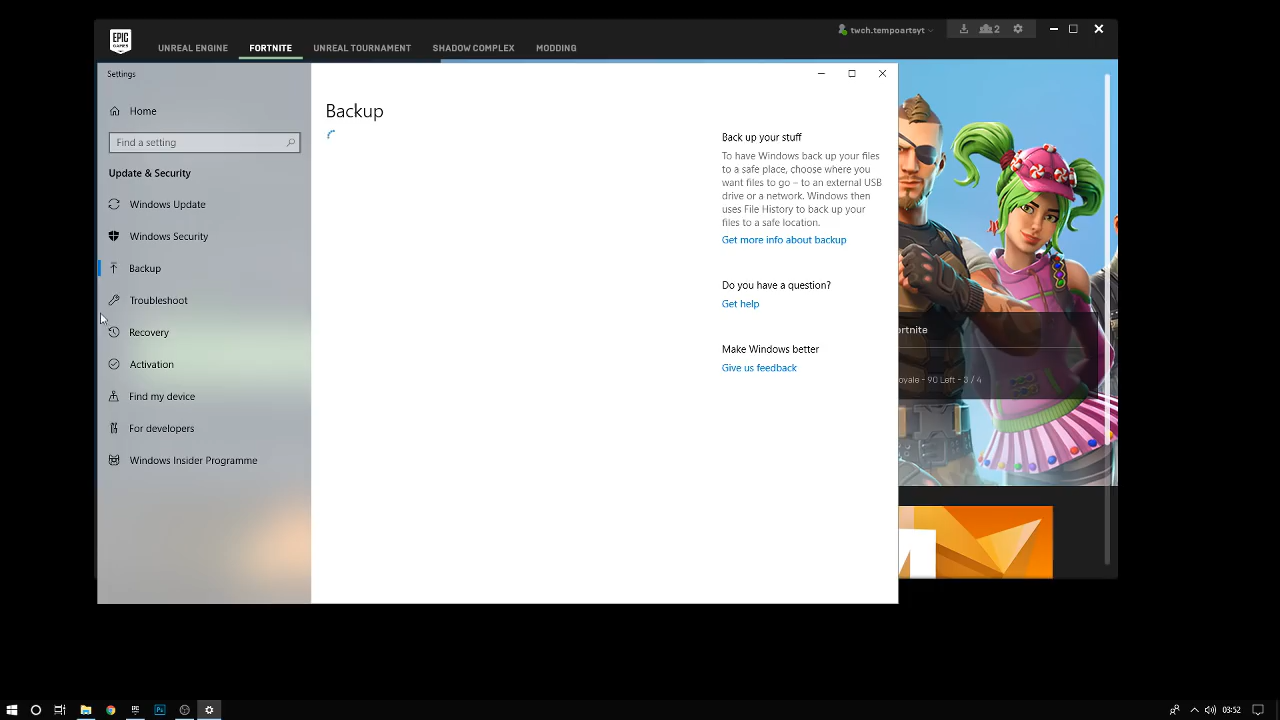 EPIC
GAMES
UNREAL ENGINE
FORTNITE
UNREAL TOURNAMENT
SHADOW COMPLEX
MODDING
twch.tempoartsyt
2
Settings
Home
Find a setting
Update & Security
Windows Update
Windows Security
Backup
Troubleshoot
Recovery
Activation
Find my device
For developers
Windows Insider Programme
Backup
Back up your stuff
To have Windows back up your files
to a safe place, choose where you
want files to go – to an external USB
drive or a network. Windows then
uses File History to back up your
files to a safe location.
Get more info about backup
Do you have a question?
Get help
Make Windows better
Give us feedback
ortnite
oyale - 90 Left - 3 / 4
Ps
03:52